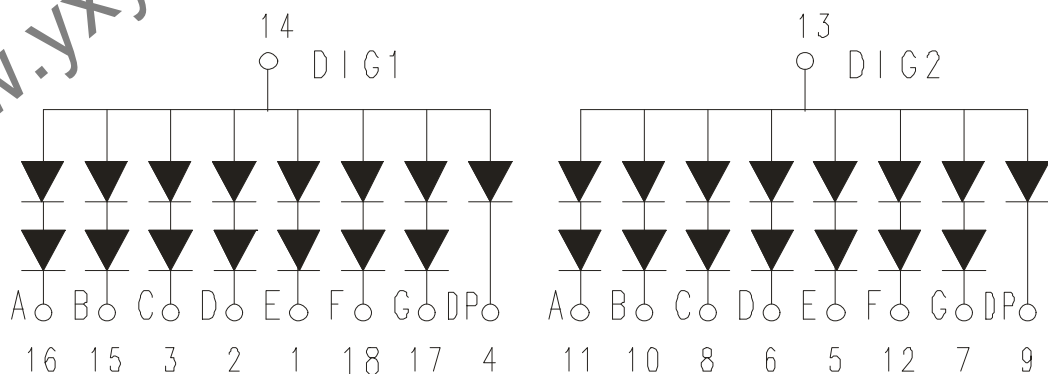 14 13
DIG1 DIG2
A B C D E F G DP A B C D E F G DP
16 15 3 2 1 18 17 4 11 10 8 6 5 12 7 9